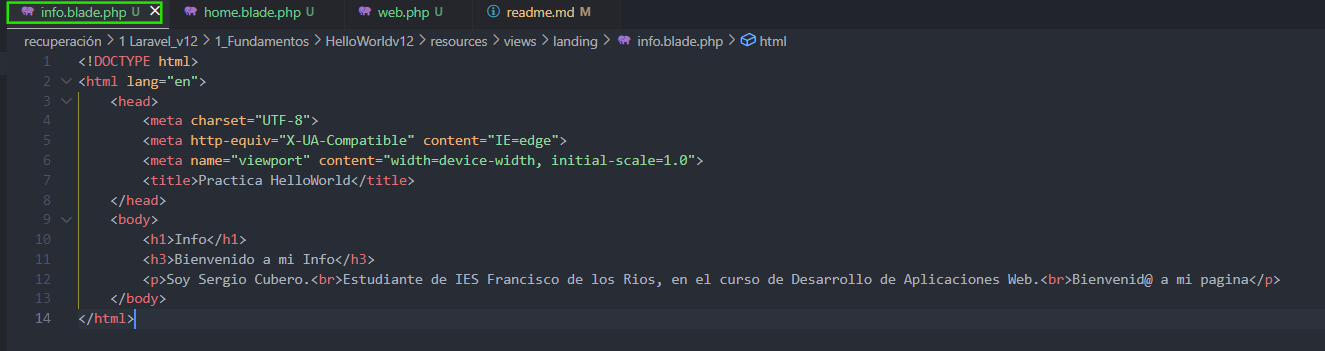 info.blade.php U × home.blade.php U web.php U readme.md M
recuperación > 1 Laravel_v12 > 1_Fundamentos > HelloWorldv12 > resources > views > landing > info.blade.php > html
1 <!DOCTYPE html>
2 <html lang="en">
3 <head>
4 <meta charset="UTF-8">
5 <meta http-equiv="X-UA-Compatible" content="IE=edge">
6 <meta name="viewport" content="width=device-width, initial-scale=1.0">
7 <title>Practica HelloWorld</title>
8 </head>
9 <body>
10 <h1>Info</h1>
11 <h3>Bienvenido a mi Info</h3>
12 <p>Soy Sergio Cubero.<br>Estudiante de IES Francisco de los Rios, en el curso de Desarrollo de Aplicaciones Web.<br>Bienvenid@ a mi pagina</p>
13 </body>
14 </html>